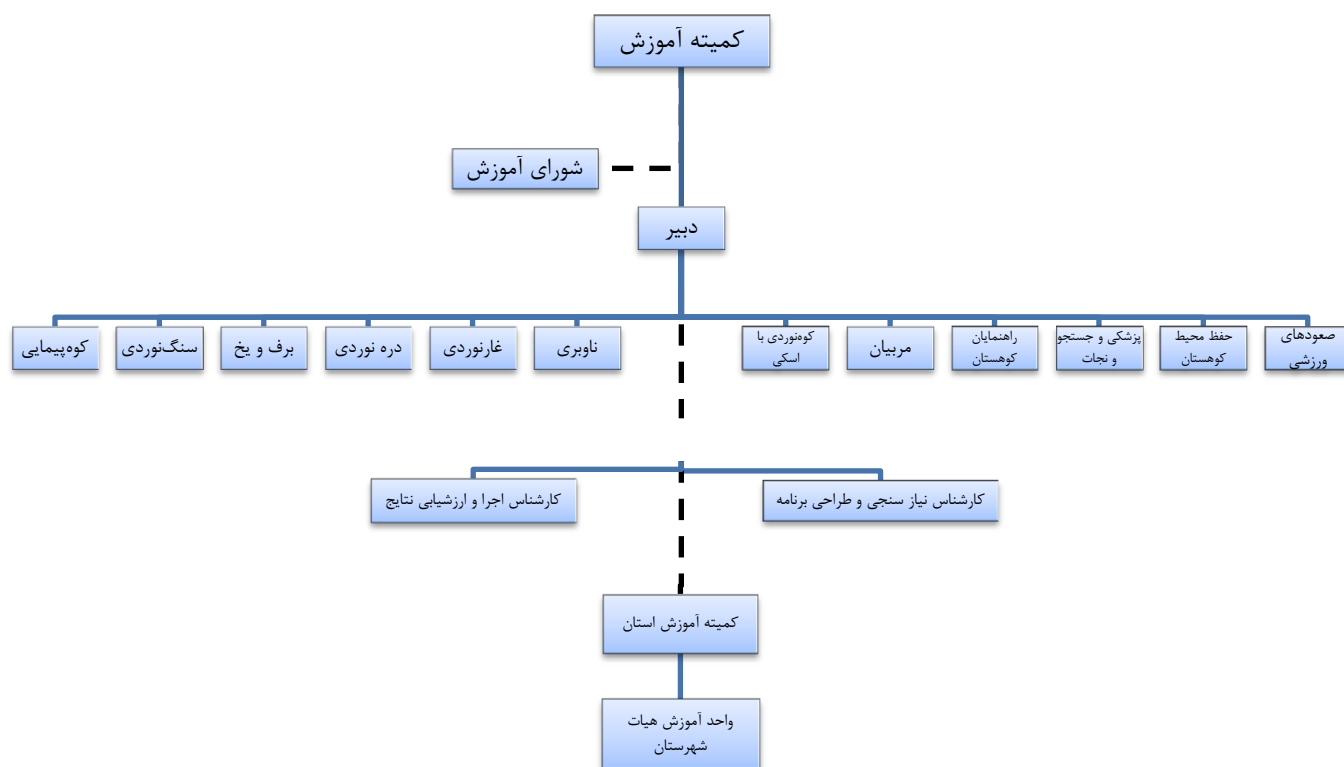 کمیته آموزش
شورای آموزش
دبیر
صعودهای
ورزشی
حفظ محیط
کوهستان
پزشکی و جستجو
و نجات
راهنمایان
کوهستان
مربیان
کوه‌نوردی با
اسکی
ناوبری
غارنوردی
دره نوردی
برف و یخ
سنگ‌نوردی
کوه‌پیمایی
کارشناس نیاز سنجی و طراحی برنامه
کارشناس اجرا و ارزشیابی نتایج
کمیته آموزش استان
واحد آموزش هیات
شهرستان